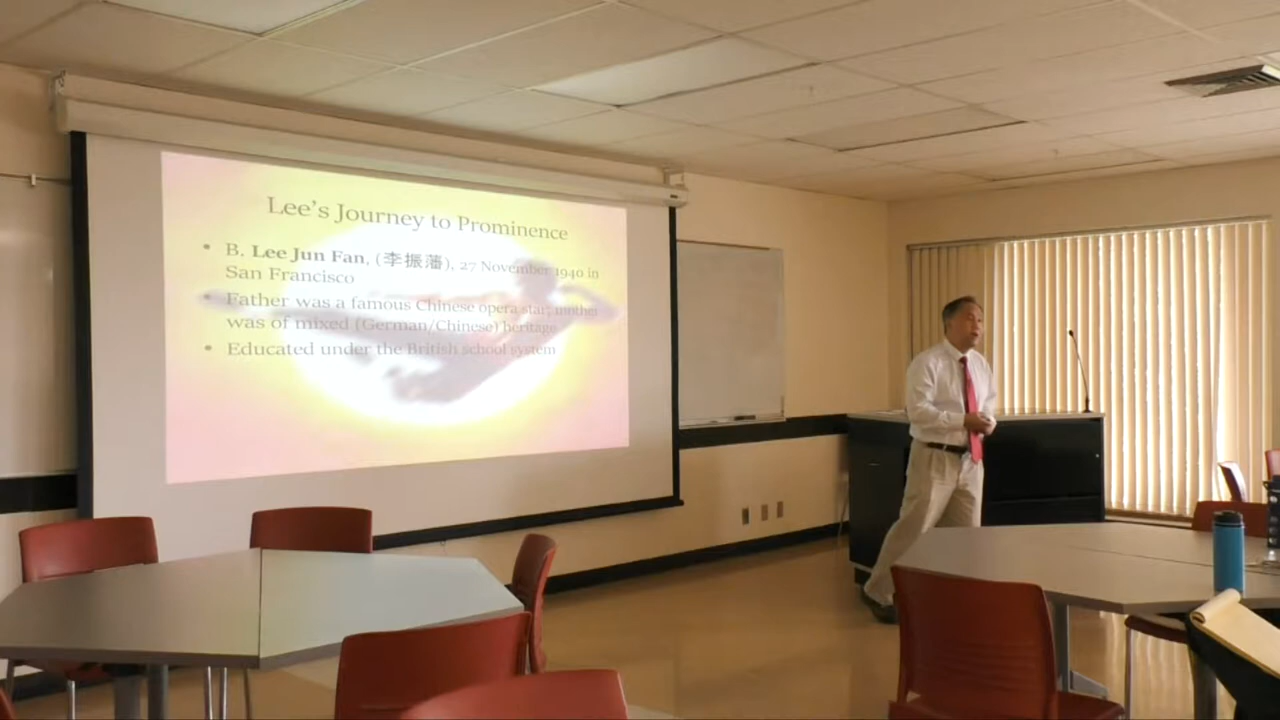 Lee's Journey to Prominence
• B. Lee Jun Fan, (李振藩), 27 November 1940 in
San Francisco
• Father was a famous Chinese opera star; mother
was of mixed (German/Chinese) heritage
• Educated under the British school system